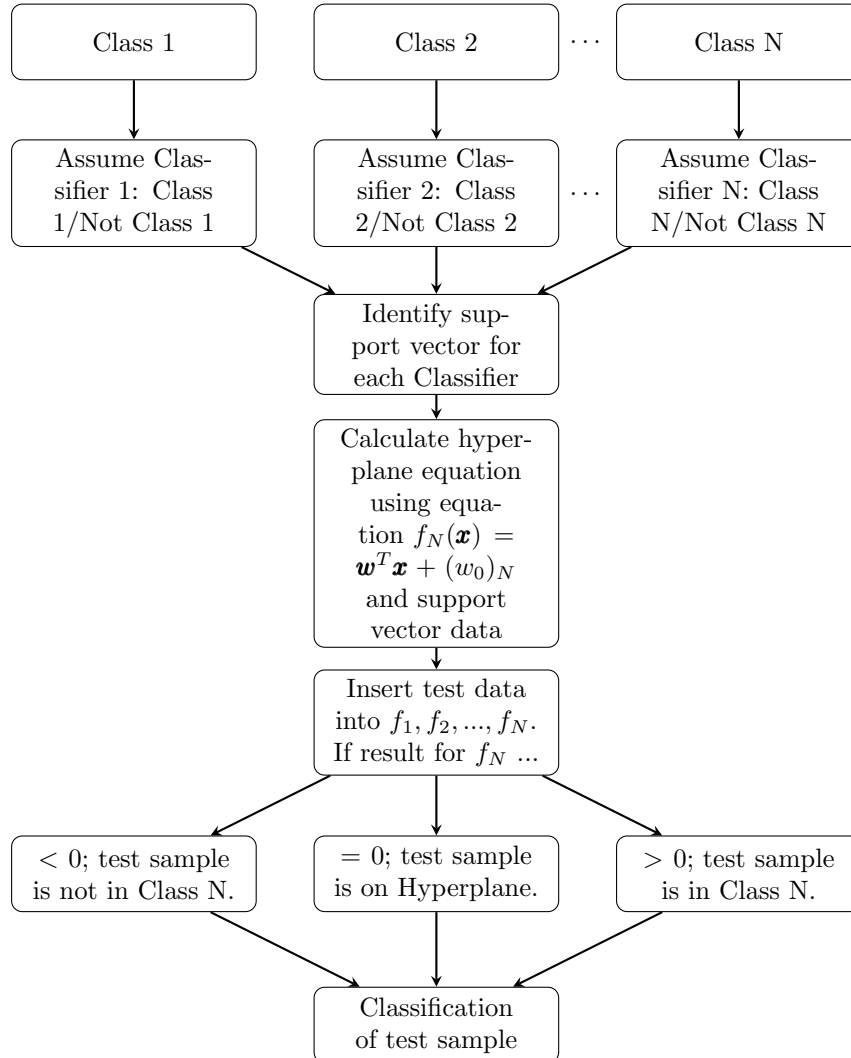 Class 1
Class 2
· · ·
Class N
Assume Clas-
sifier 1: Class
1/Not Class 1
Assume Clas-
sifier 2: Class
2/Not Class 2
· · ·
Assume Clas-
sifier N: Class
N/Not Class N
Identify sup-
port vector for
each Classifier
Calculate hyper-
plane equation
using equa-
tion f_N(𝒙) =
𝒘^T𝒙 + (w_0)_N
and support
vector data
Insert test data
into f_1, f_2, ..., f_N.
If result for f_N ...
< 0; test sample
is not in Class N.
= 0; test sample
is on Hyperplane.
> 0; test sample
is in Class N.
Classification
of test sample